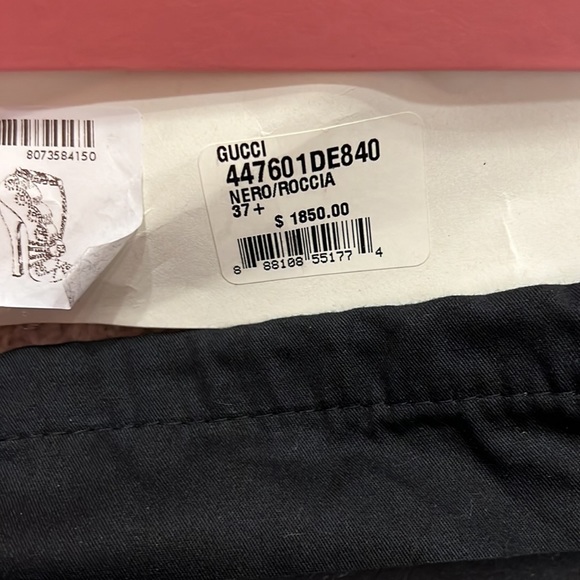 8073584150
GUCCI
447601DE840
NERO/ROCCIA
37+
$ 1850.00
8 88108 55177 4